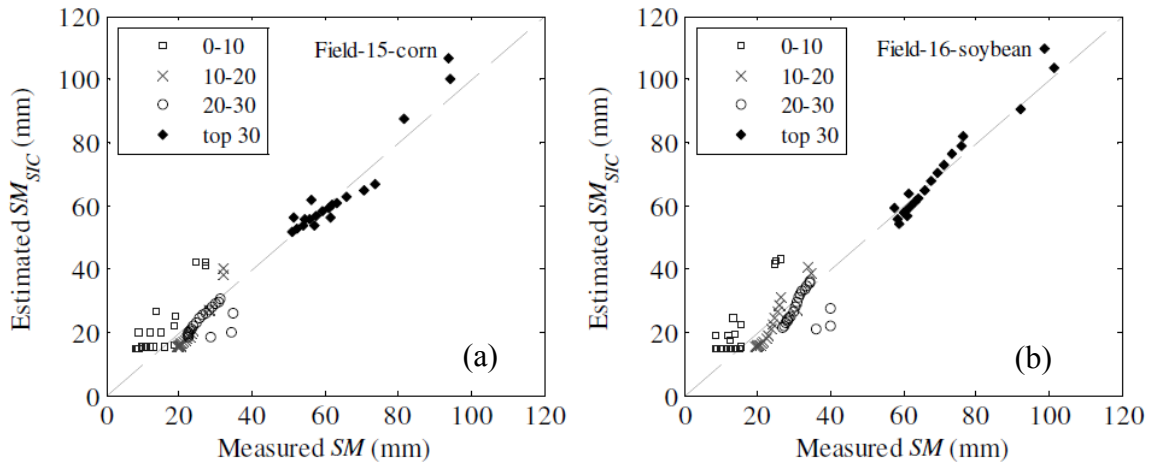 120
100
80
60
40
20
0
Estimated SM_SIC (mm)
0-10
10-20
20-30
top 30
Field-15-corn
(a)
0 20 40 60 80 100 120
Measured SM (mm)
120
100
80
60
40
20
0
Estimated SM_SIC (mm)
0-10
10-20
20-30
top 30
Field-16-soybean
(b)
0 20 40 60 80 100 120
Measured SM (mm)